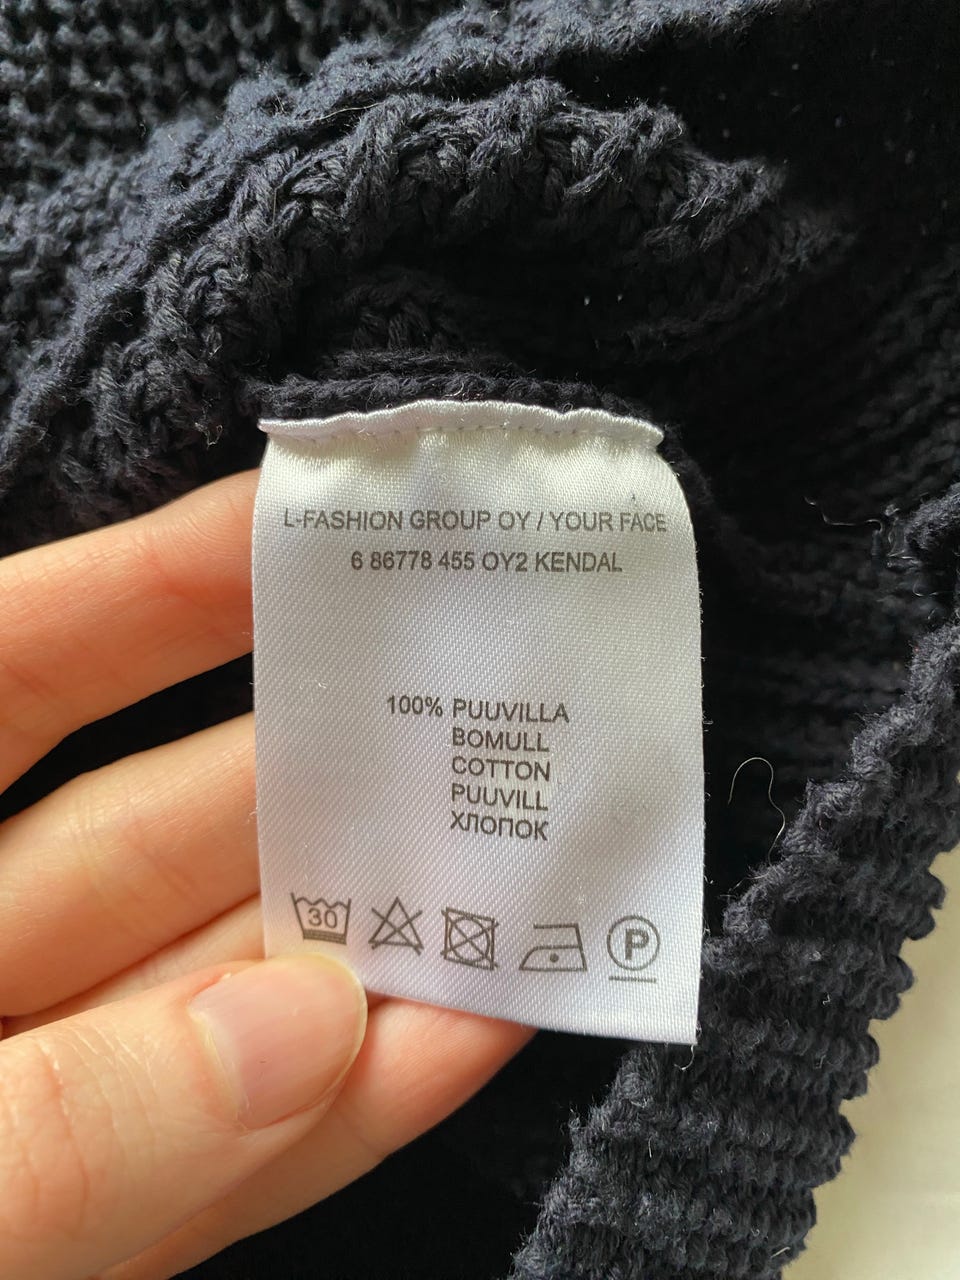 L-FASHION GROUP OY / YOUR FACE
6 86778 455 OY2 KENDAL
100% PUUVILLA
BOMULL
COTTON
PUUVILL
ХЛОПОК
30
P